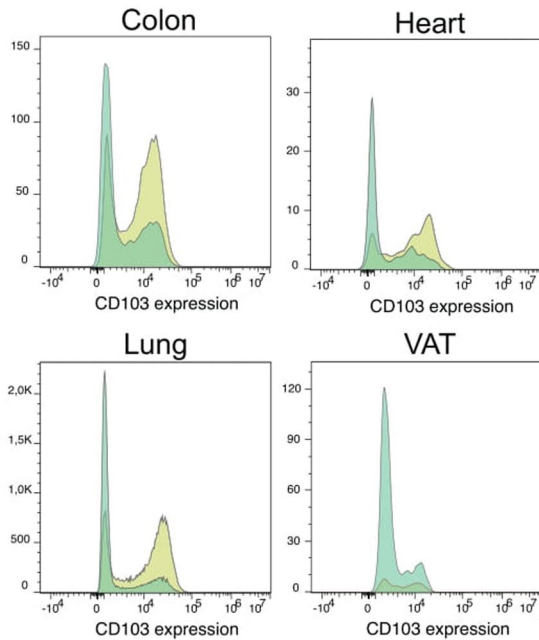 Colon
150
100
50
0
-10⁴ 0 10⁴ 10⁵ 10⁶ 10⁷
CD103 expression
Heart
30
20
10
0
-10⁴ 0 10⁴ 10⁵ 10⁶ 10⁷
CD103 expression
Lung
2,0K
1,5K
1,0K
500
0
-10⁴ 0 10⁴ 10⁵ 10⁶ 10⁷
CD103 expression
VAT
120
90
60
30
0
-10⁴ 0 10⁴ 10⁵ 10⁶ 10⁷
CD103 expression